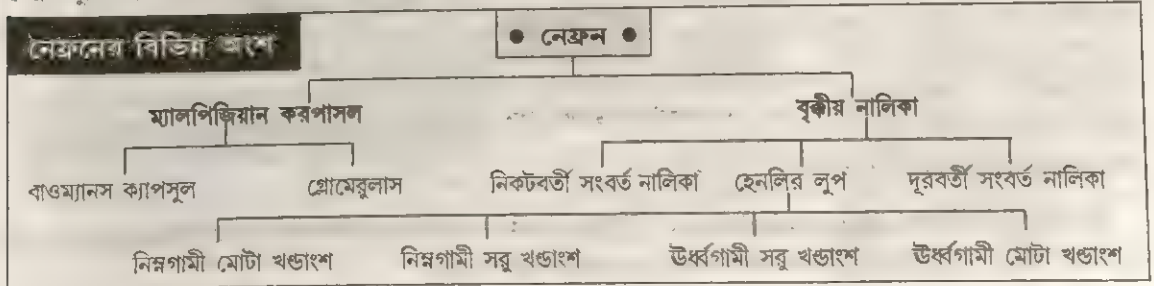 নেফ্রনের বিভিন্ন অংশ
● নেফ্রন ●
ম্যালপিজিয়ান করপাসল বৃক্কীয় নালিকা
বাওম্যানস ক্যাপসুল গ্লোমেরুলাস নিকটবর্তী সংবর্ত নালিকা হেনলির লুপ দূরবর্তী সংবর্ত নালিকা
নিম্নগামী মোটা খণ্ডাংশ নিম্নগামী সরু খণ্ডাংশ ঊর্ধ্বগামী সরু খণ্ডাংশ ঊর্ধ্বগামী মোটা খণ্ডাংশ